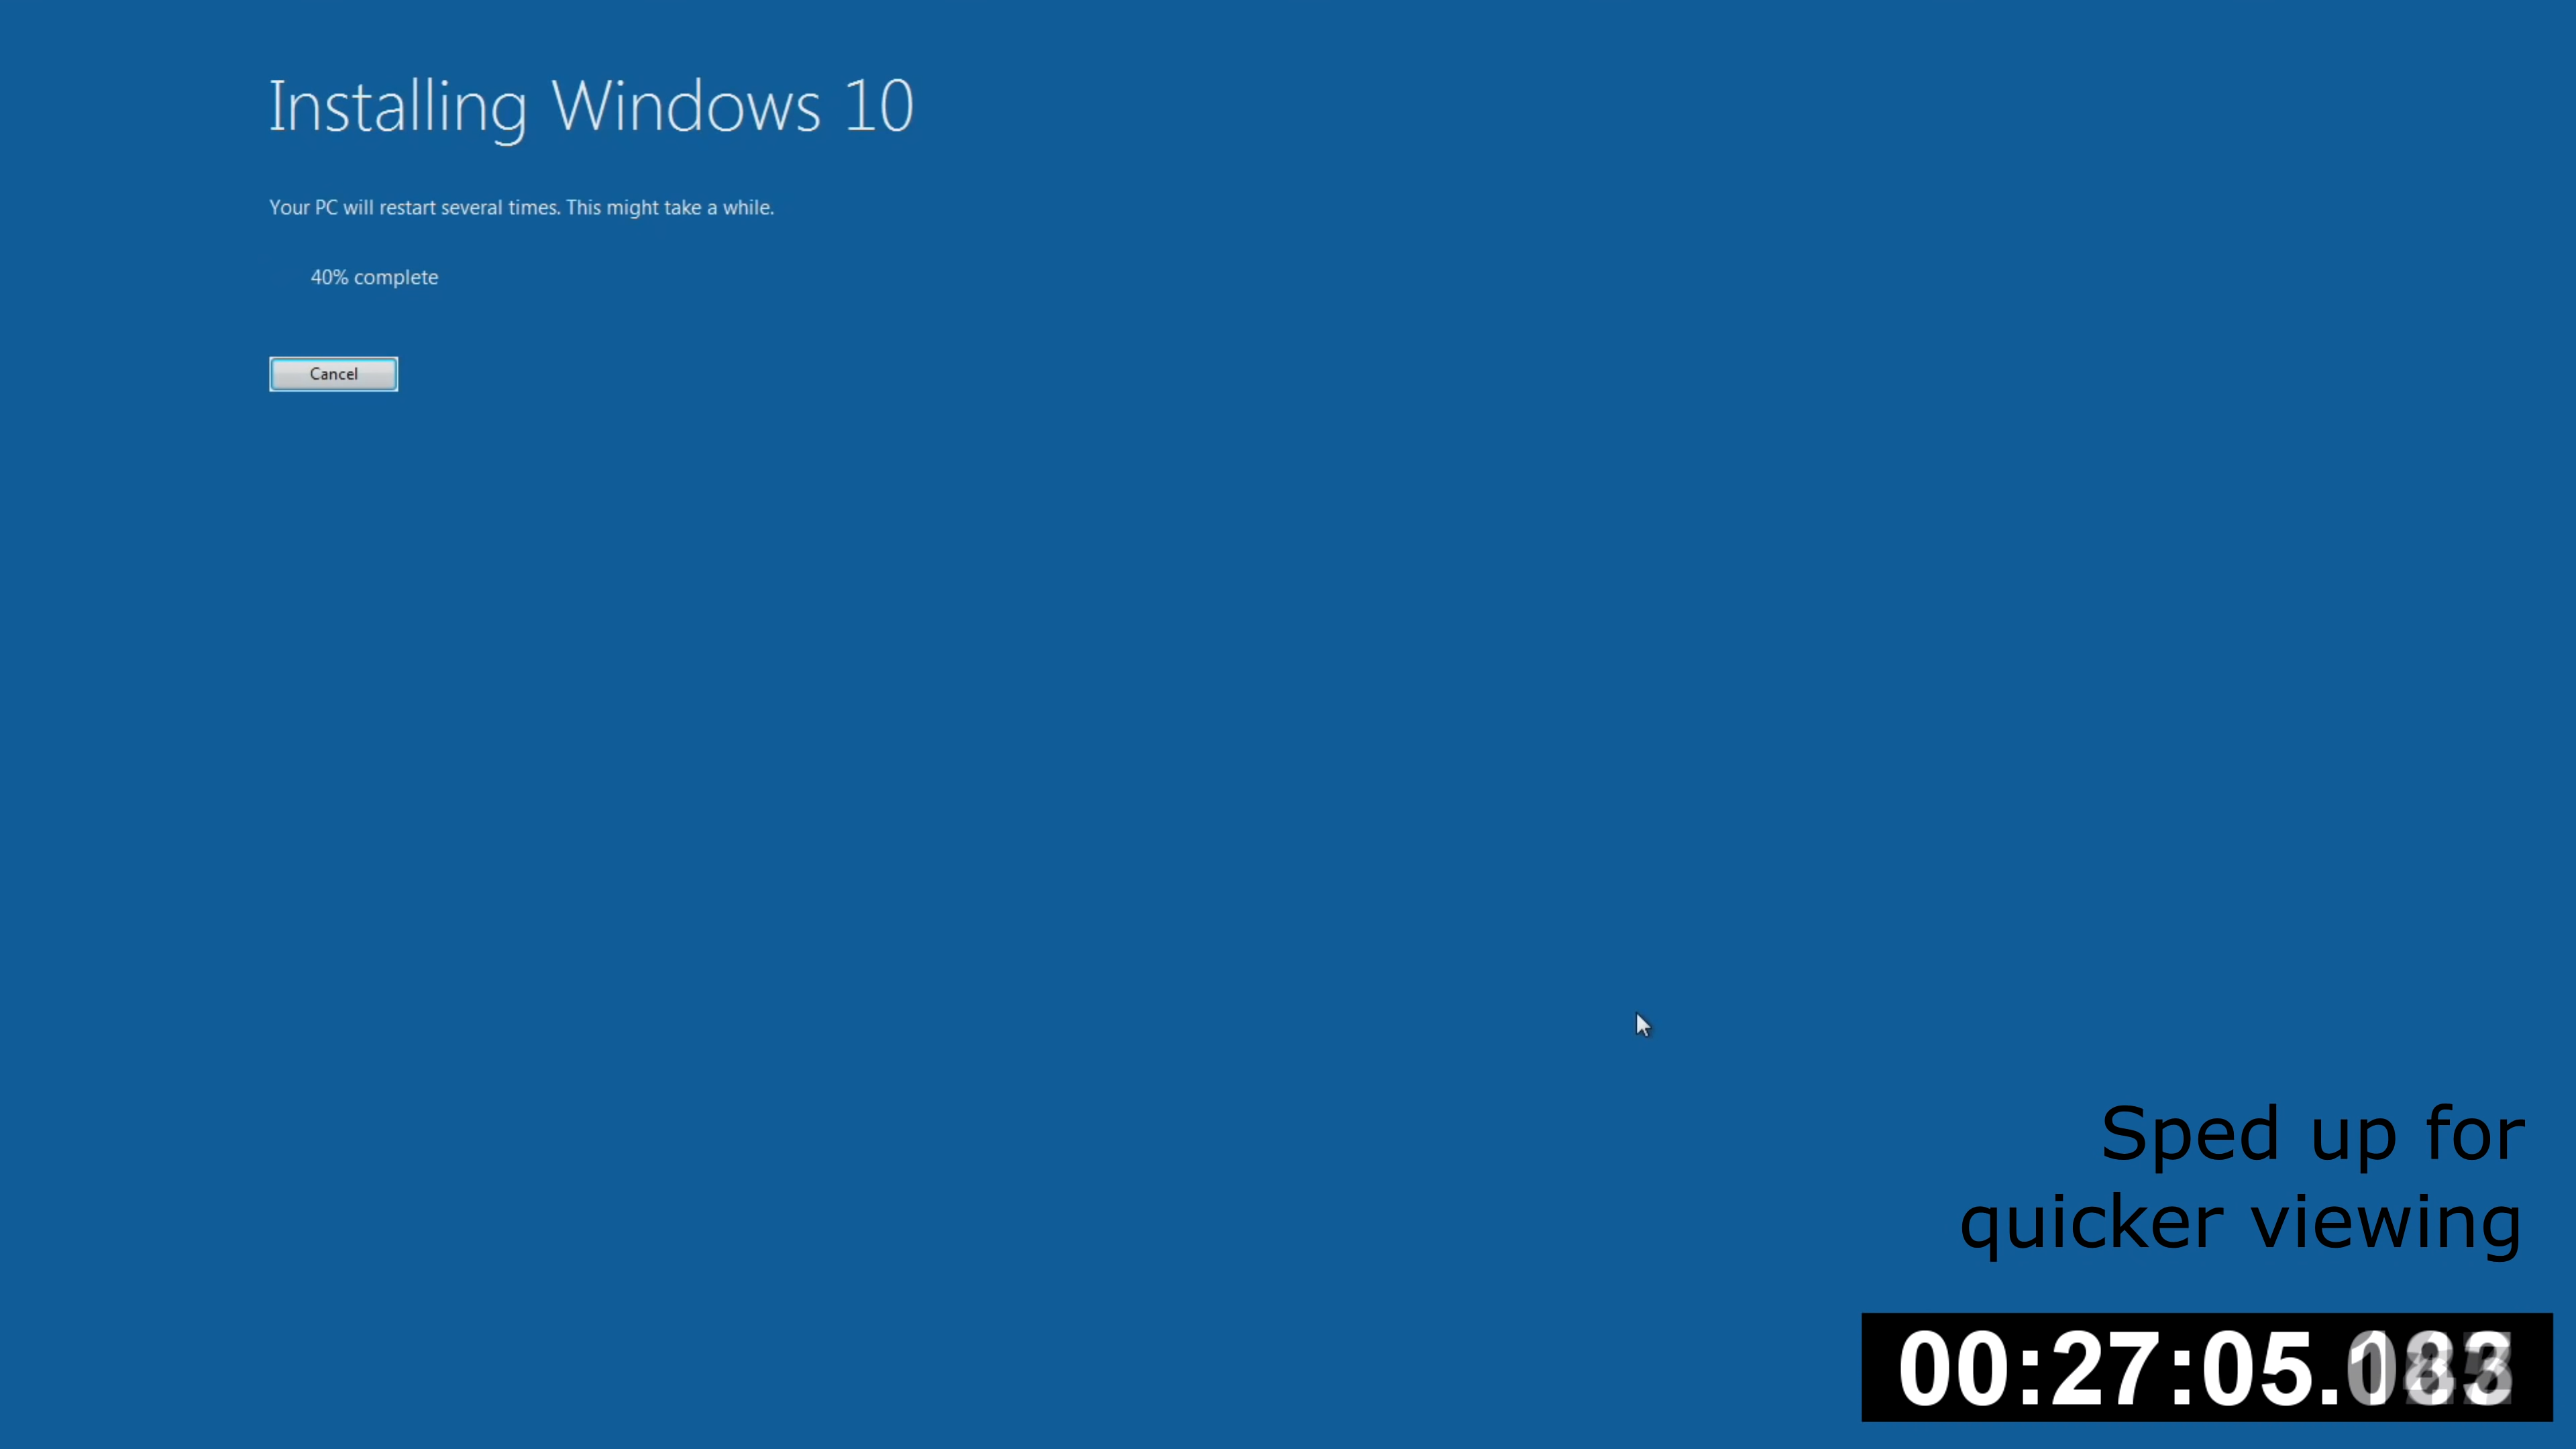 Installing Windows 10
Your PC will restart several times. This might take a while.
40% complete
Cancel
Sped up for
quicker viewing
00:27:05.